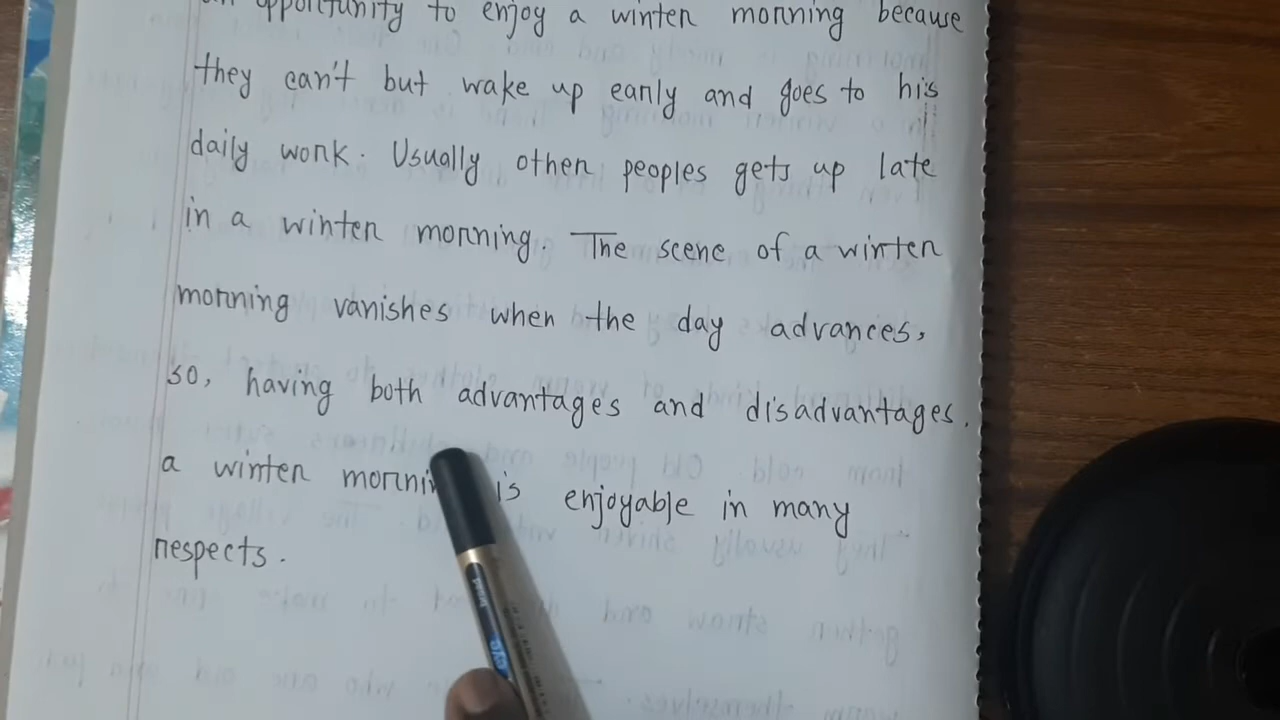 an opportunity to enjoy a winter morning because
they can't but wake up early and goes to his
daily work. Usually other peoples gets up late
in a winter morning. The scene of a winter
morning vanishes when the day advances,
so, having both advantages and disadvantages.
a winter morning is enjoyable in many
respects.